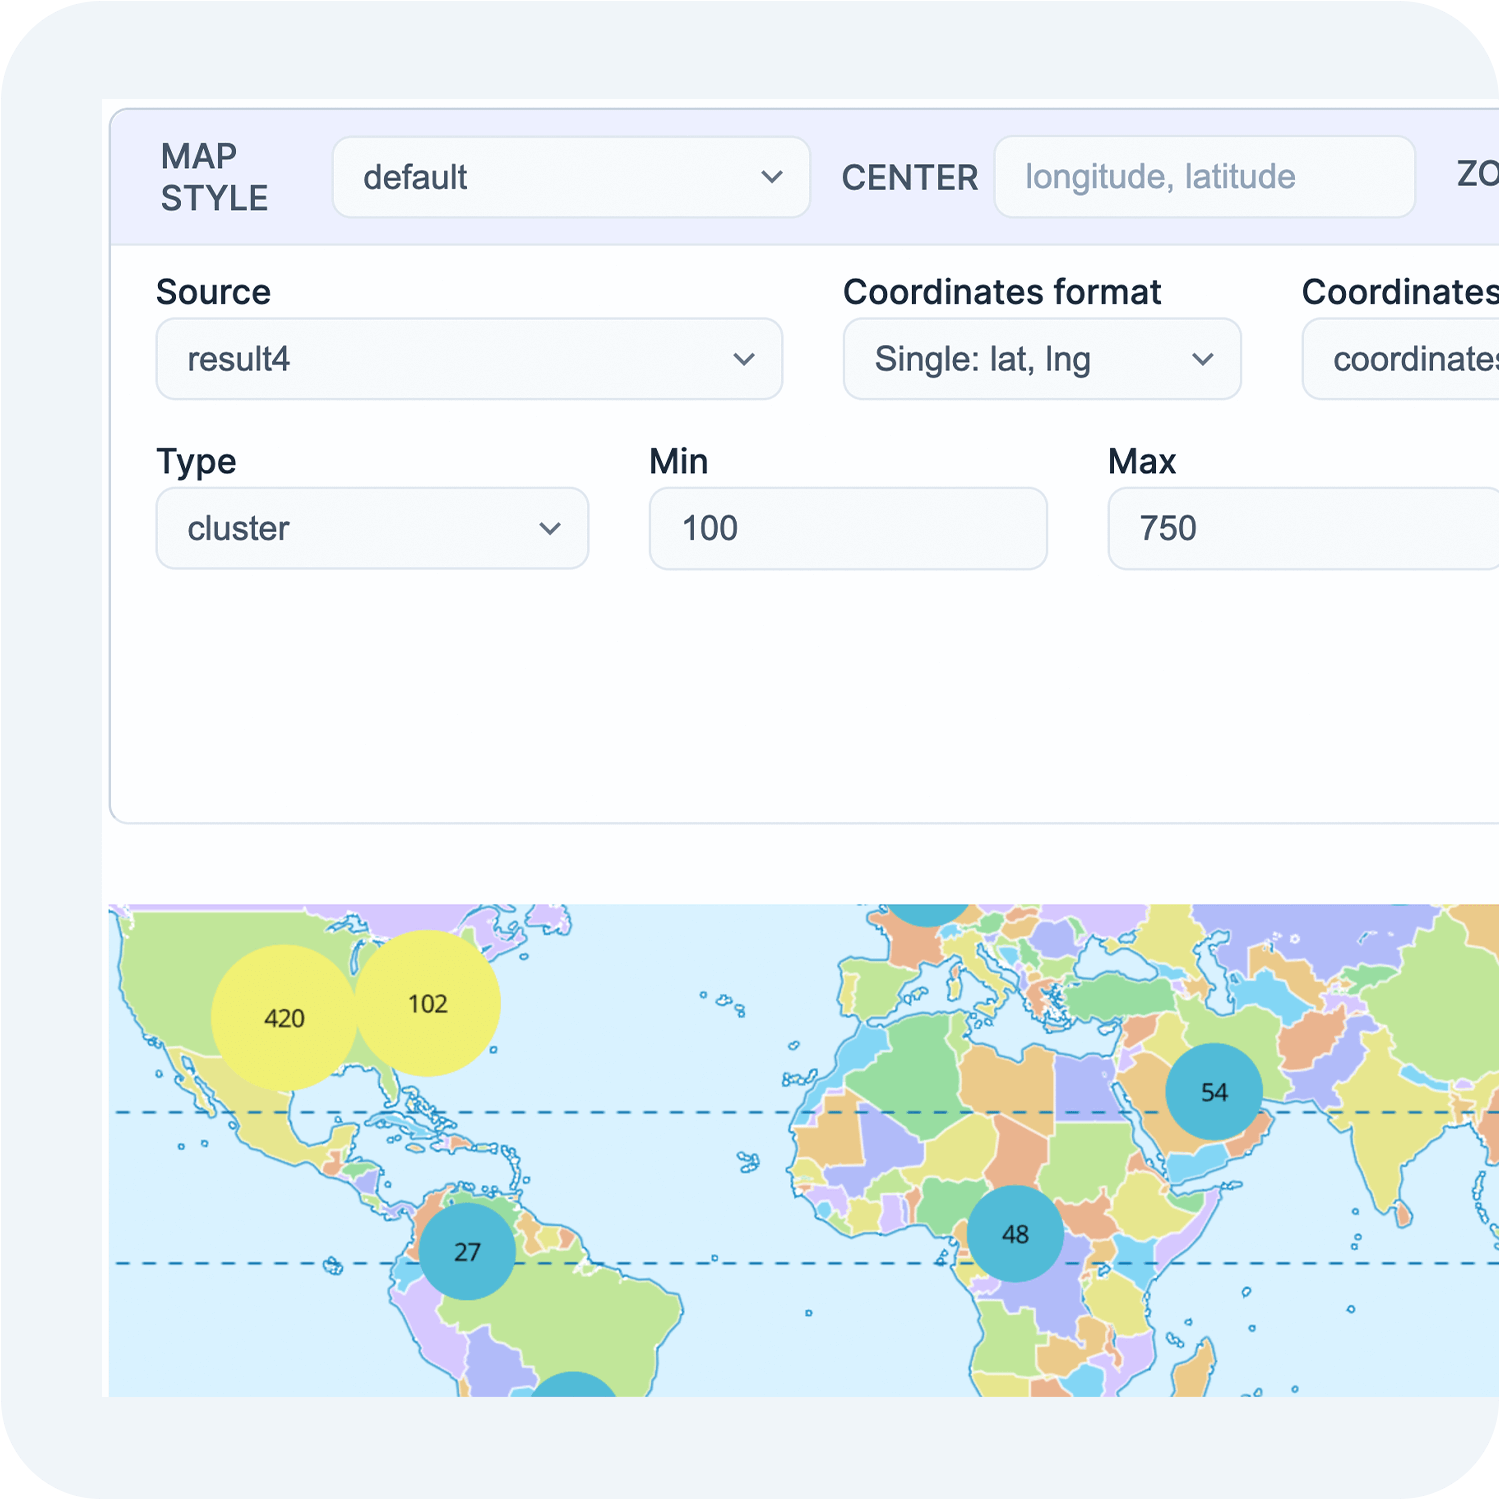 MAP
STYLE
default
CENTER
longitude, latitude
ZO
Source
Coordinates format
Coordinates
result4
Single: lat, lng
coordinates
Type
Min
Max
cluster
100
750
420
102
54
48
27